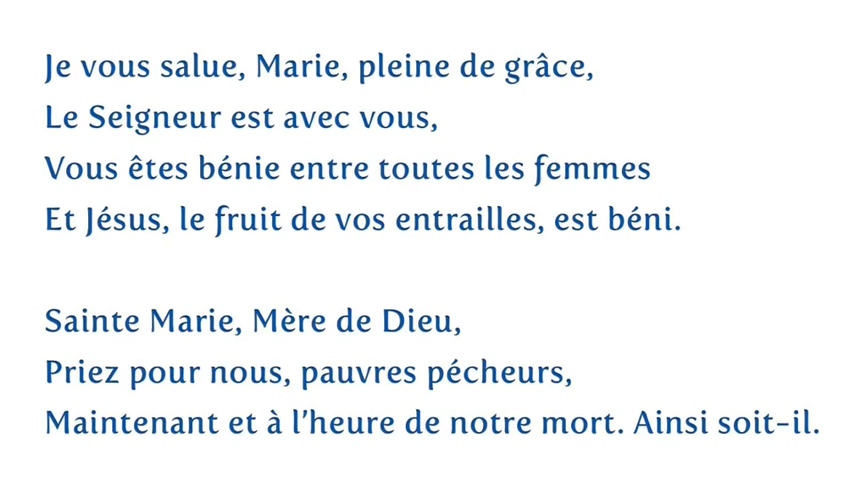 Je vous salue, Marie, pleine de grâce,
Le Seigneur est avec vous,
Vous êtes bénie entre toutes les femmes
Et Jésus, le fruit de vos entrailles, est béni.
Sainte Marie, Mère de Dieu,
Priez pour nous, pauvres pécheurs,
Maintenant et à l'heure de notre mort. Ainsi soit-il.